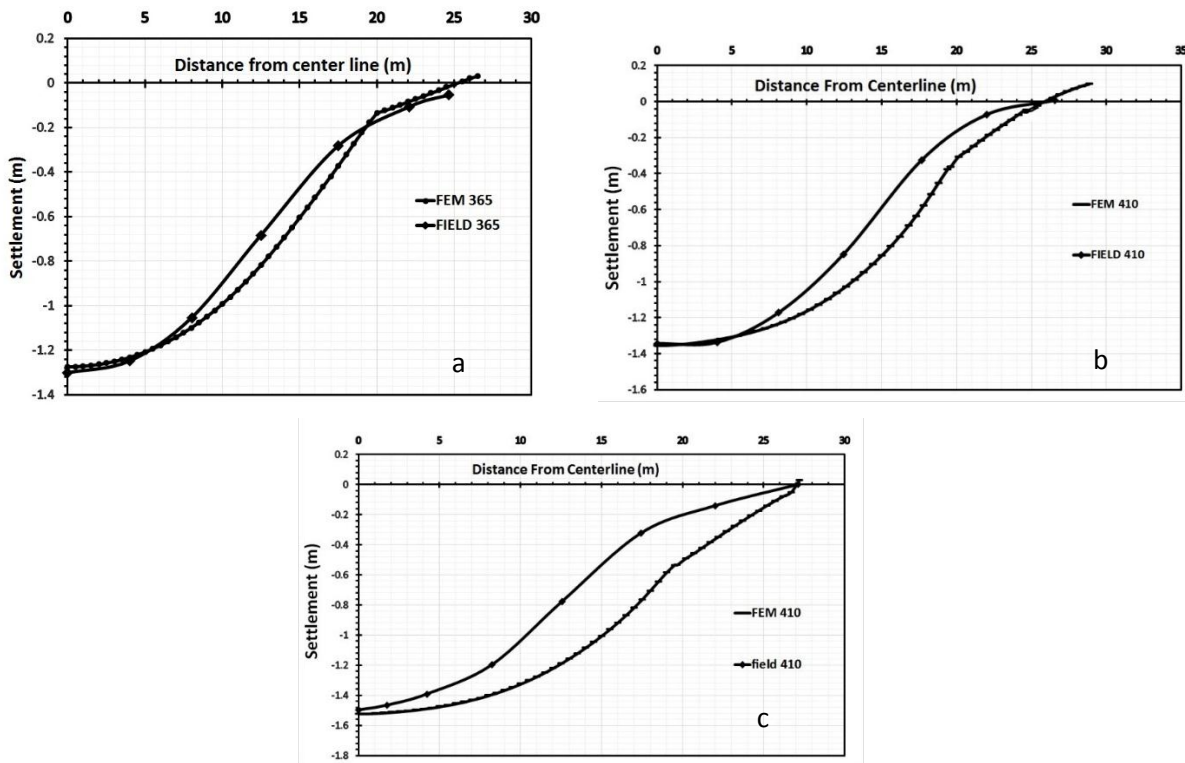 0 5 10 15 20 25 30
0.2
Distance from center line (m)
0
-0.2
-0.4
-0.6
-0.8
-1
-1.2
-1.4
Settlement (m)
FEM 365
FIELD 365
a
0 5 10 15 20 25 30 35
0.2
Distance From Centerline (m)
0
-0.2
-0.4
-0.6
-0.8
-1
-1.2
-1.4
-1.6
Settlement (m)
FEM 410
FIELD 410
b
0 5 10 15 20 25 30
0.2
Distance From Centerline (m)
0
-0.2
-0.4
-0.6
-0.8
-1
-1.2
-1.4
-1.6
-1.8
Settlement (m)
FEM 410
field 410
c